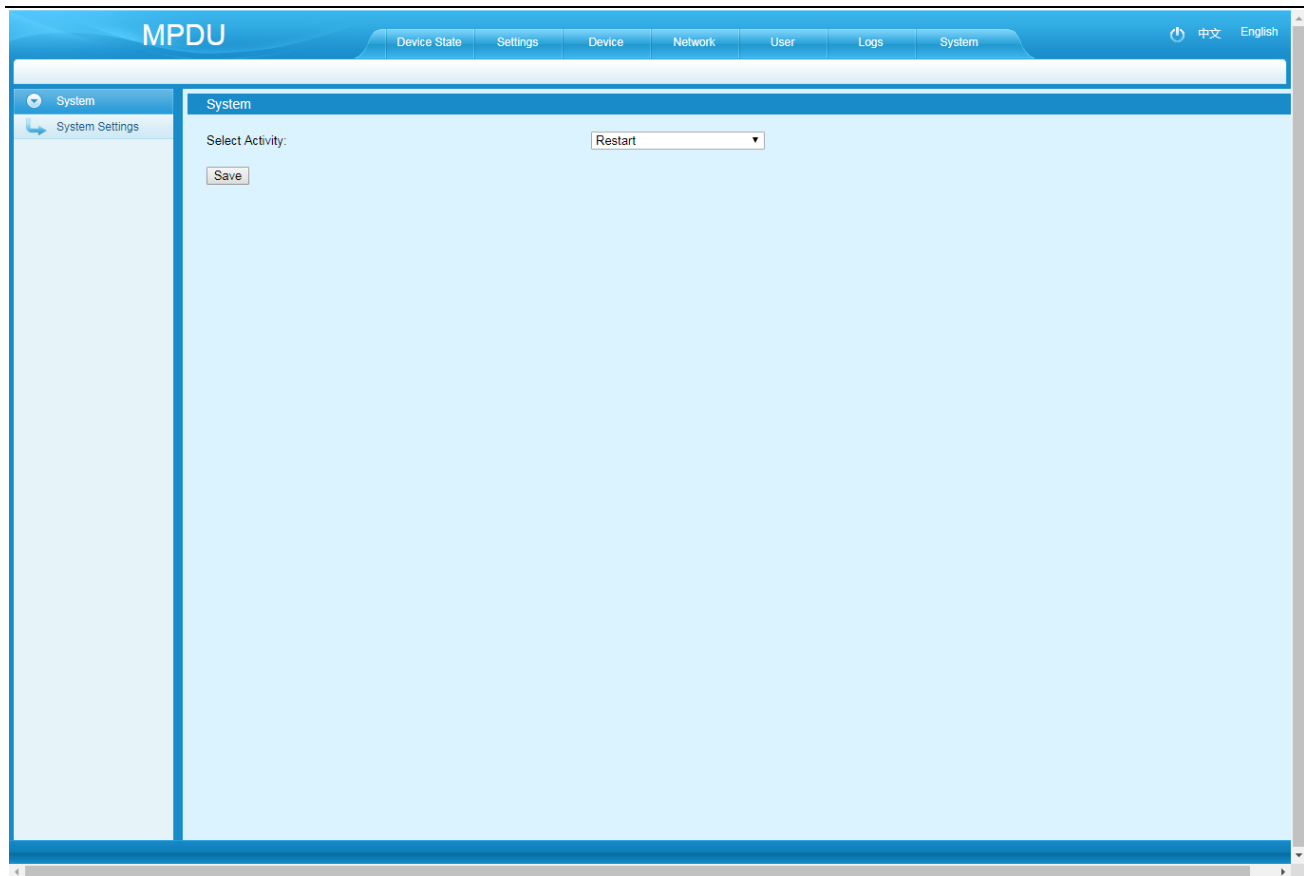 MPDU
Device State Settings Device Network User Logs System
中文 English
System
System Settings
System
Select Activity: Restart
Save